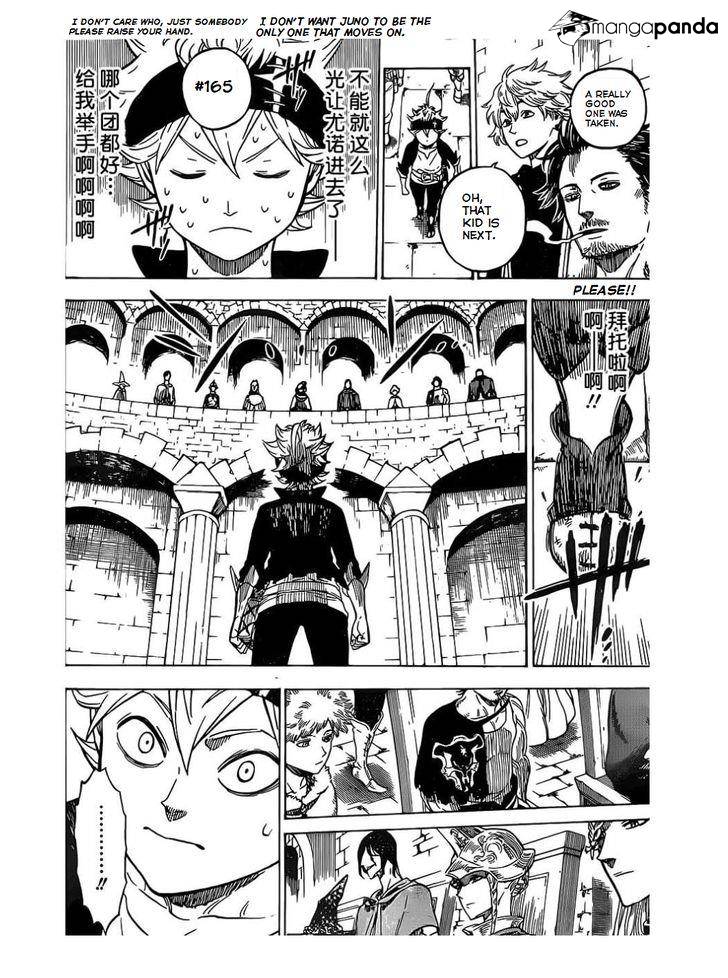 I DON'T CARE WHO, JUST SOMEBODY
PLEASE RAISE YOUR HAND.
I DON'T WANT JUNO TO BE THE
ONLY ONE THAT MOVES ON.
mangapanda
#165
不能就这么
光让尤诺进去了
哪个团都好…
给我举手啊啊啊啊
A REALLY
GOOD
ONE WAS
TAKEN.
OH,
THAT
KID IS
NEXT.
PLEASE!!
拜托啦啊
啊——啊!!
………!!